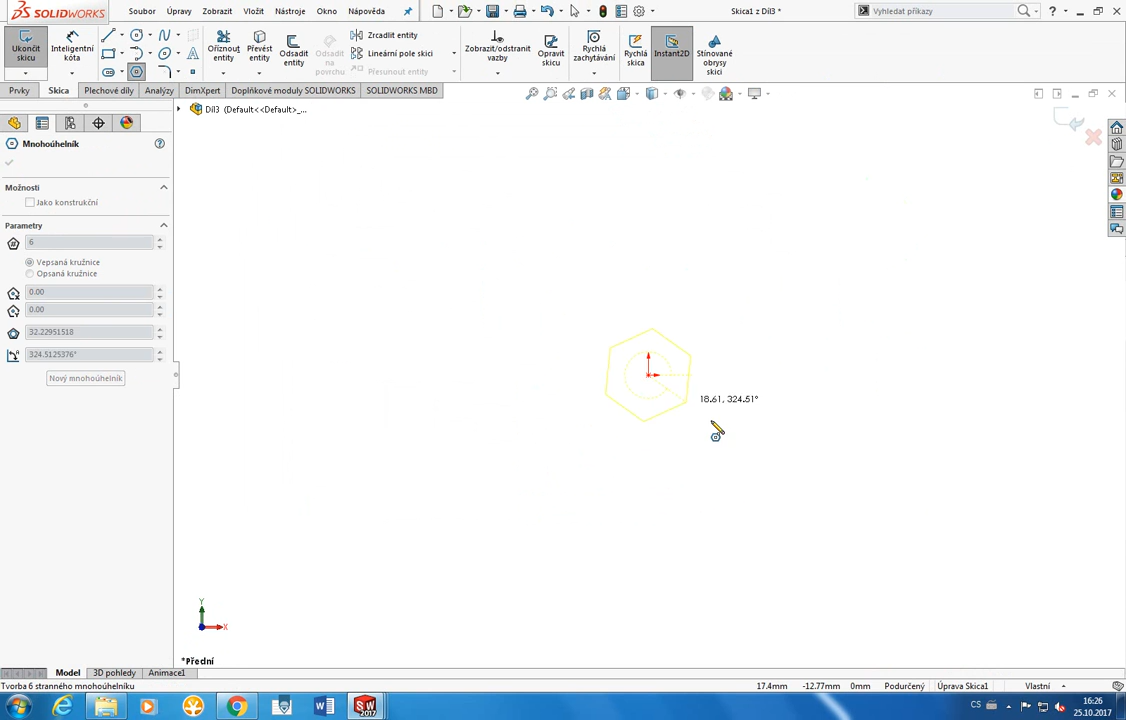 SOLIDWORKS
Soubor Úpravy Zobrazit Vložit Nástroje Okno Nápověda
Skica1 z Díl3 *
Vyhledat příkazy
Ukončit skicu
Inteligentní kóta
Oříznout entity
Převést entity
Odsadit entity
Odsadit na povrchu
Zrcadlit entity
Lineární pole skici
Přesunout entity
Zobrazit/odstranit vazby
Opravit skicu
Rychlá zachytávání
Rychlá skica
Instant2D
Stínované obrysy skici
Prvky Skica Plechové díly Analýzy DimXpert Doplňkové moduly SOLIDWORKS SOLIDWORKS MBD
Díl3 (Default<<Default>_...
Mnohoúhelník
Možnosti
Jako konstrukční
Parametry
6
Vepsaná kružnice
Opsaná kružnice
0.00
0.00
32.22951518
324.5125376°
Nový mnohoúhelník
18.61, 324.51°
Y
X
*Přední
Model 3D pohledy Animace1
Tvorba 6 stranného mnohoúhelníku
17.4mm -12.77mm 0mm Podurčený Úprava Skica1 Vlastní
CS
16:26
25.10.2017